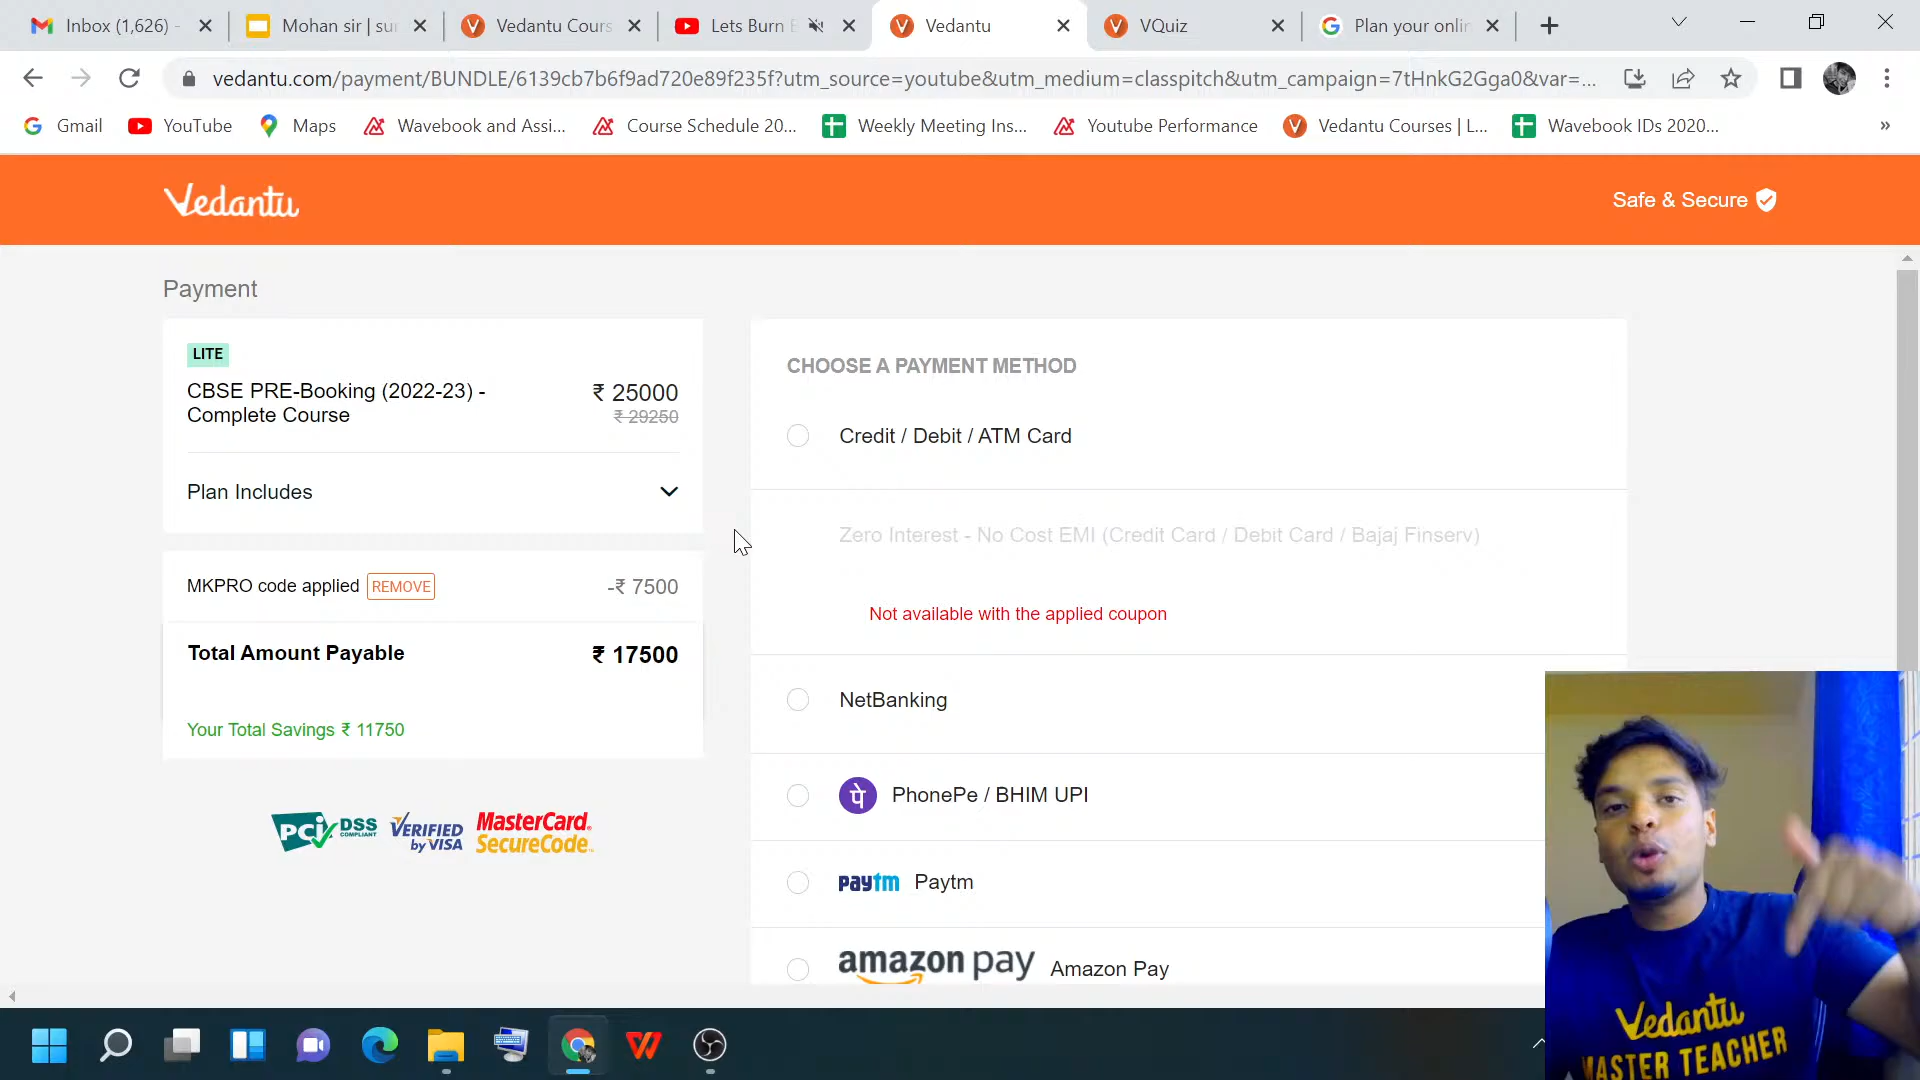 Inbox (1,626) -
Mohan sir | sur
Vedantu Cours
Lets Burn E
Vedantu
VQuiz
Plan your onlin
vedantu.com/payment/BUNDLE/6139cb7b6f9ad720e89f235f?utm_source=youtube&utm_medium=classpitch&utm_campaign=7tHnkG2Gga0&var=...
Gmail
YouTube
Maps
Wavebook and Assi...
Course Schedule 20...
Weekly Meeting Ins...
Youtube Performance
Vedantu Courses | L...
Wavebook IDs 2020...
»
Vedantu
Safe & Secure
Payment
LITE
CBSE PRE-Booking (2022-23) -
Complete Course
₹ 25000
₹ 29250
Plan Includes
MKPRO code applied REMOVE
-₹ 7500
Total Amount Payable
₹ 17500
Your Total Savings ₹ 11750
PCI DSS COMPLIANT
VERIFIED by VISA
MasterCard.
SecureCode.
CHOOSE A PAYMENT METHOD
Credit / Debit / ATM Card
Zero Interest - No Cost EMI (Credit Card / Debit Card / Bajaj Finserv)
Not available with the applied coupon
NetBanking
पे PhonePe / BHIM UPI
paytm Paytm
amazon pay Amazon Pay
Vedantu
MASTER TEACHER